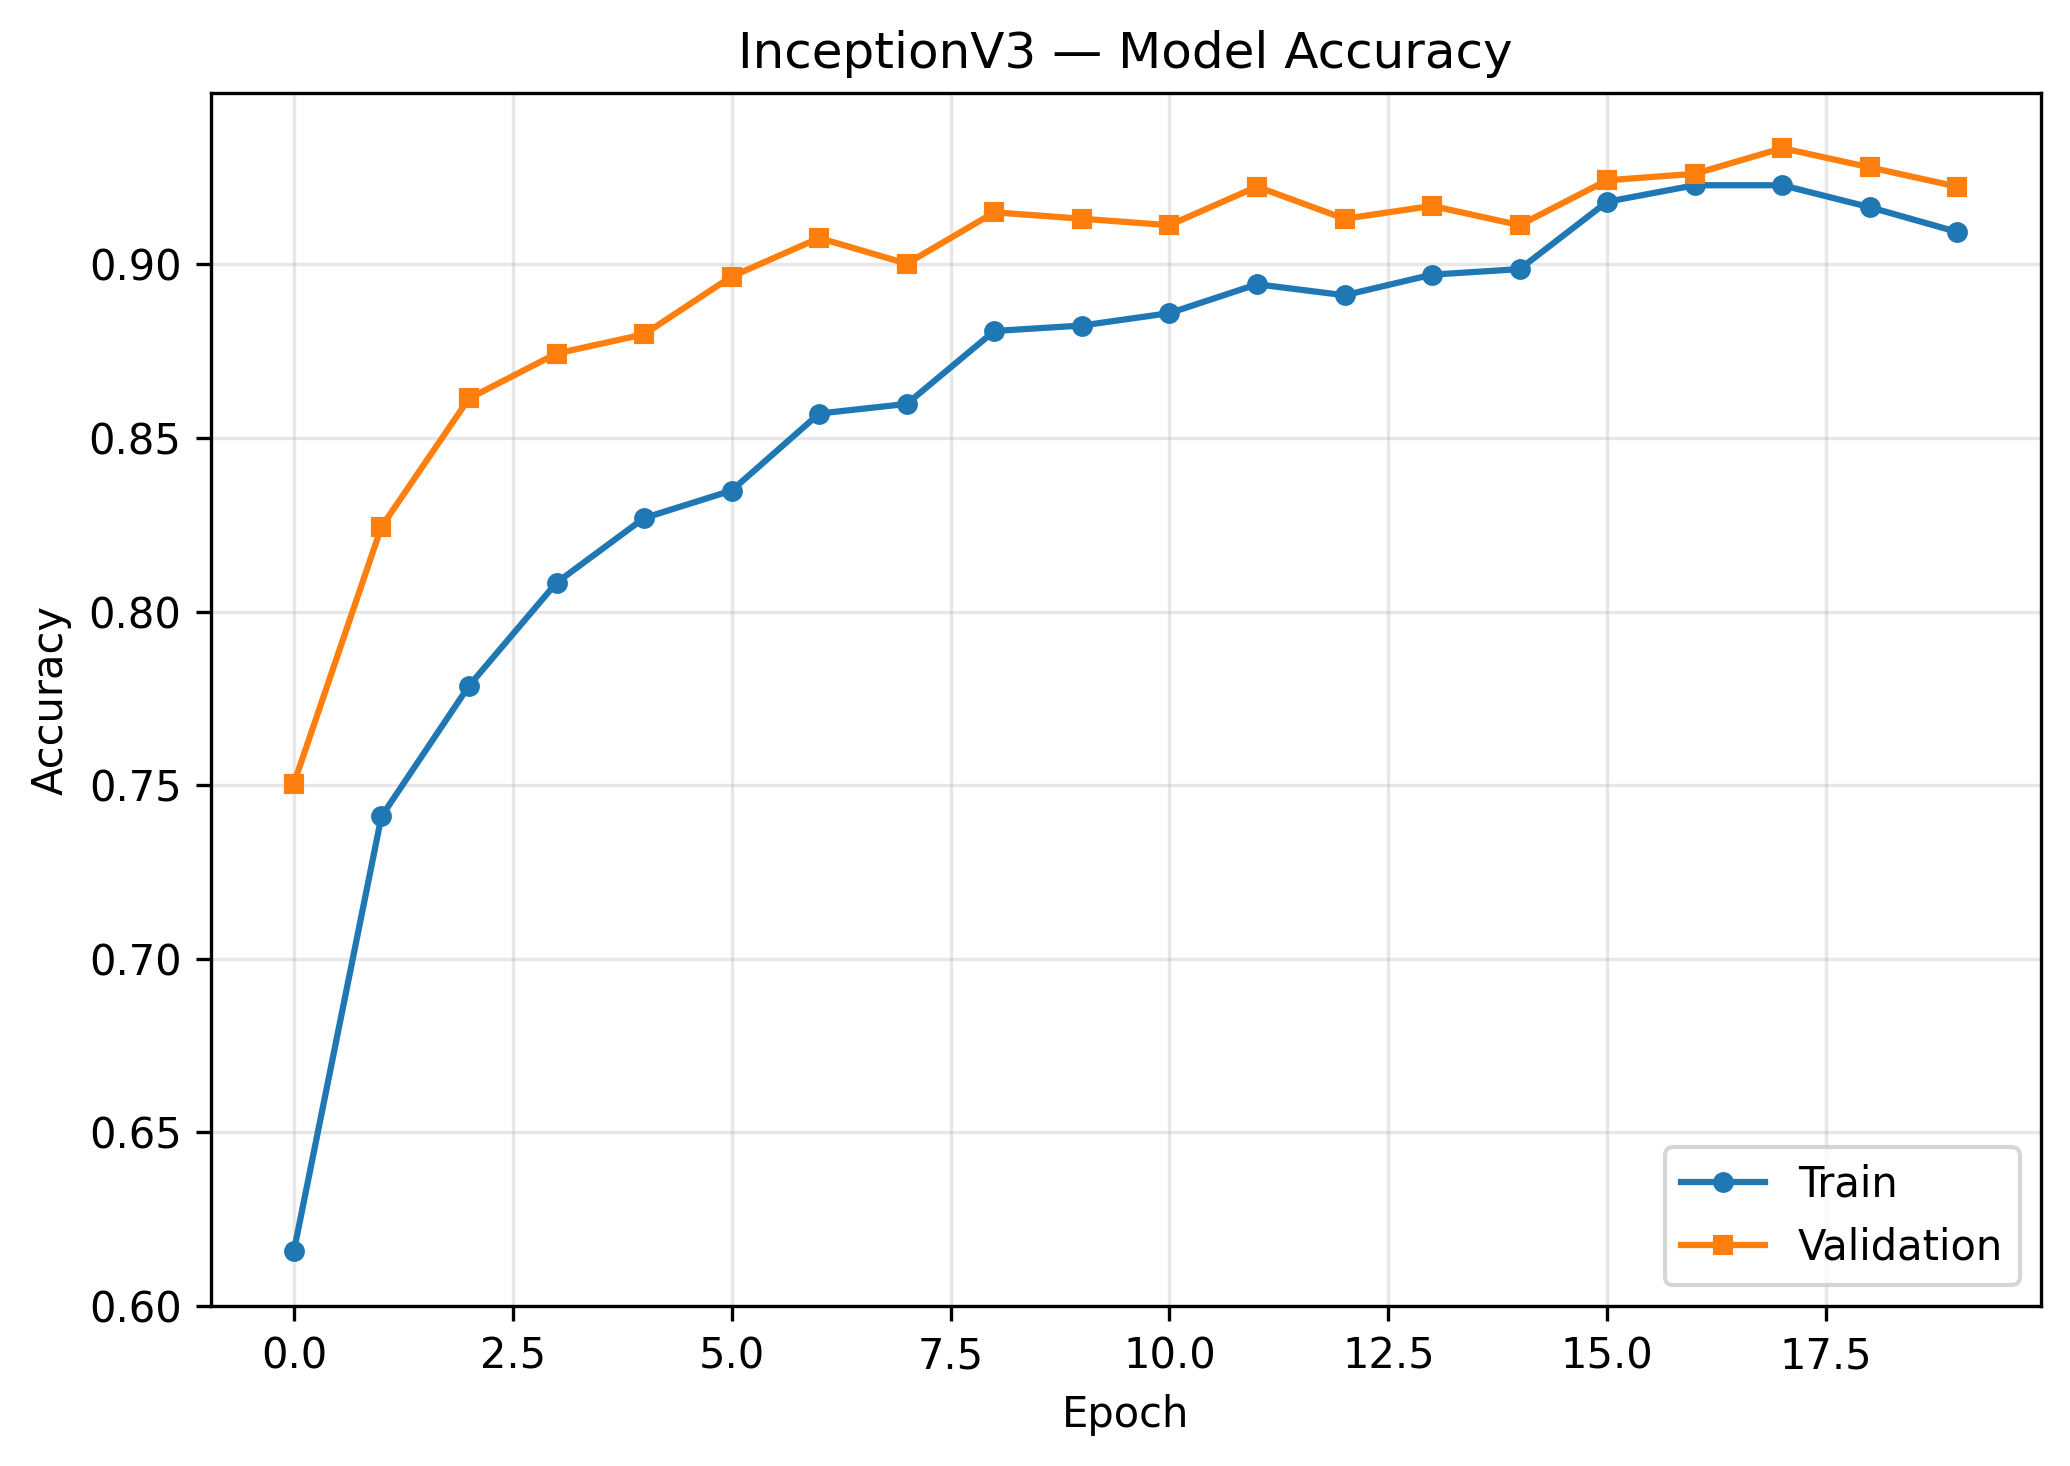 InceptionV3 — Model Accuracy
Accuracy
0.90
0.85
0.80
0.75
0.70
0.65
0.60
0.0 2.5 5.0 7.5 10.0 12.5 15.0 17.5
Epoch
Train
Validation